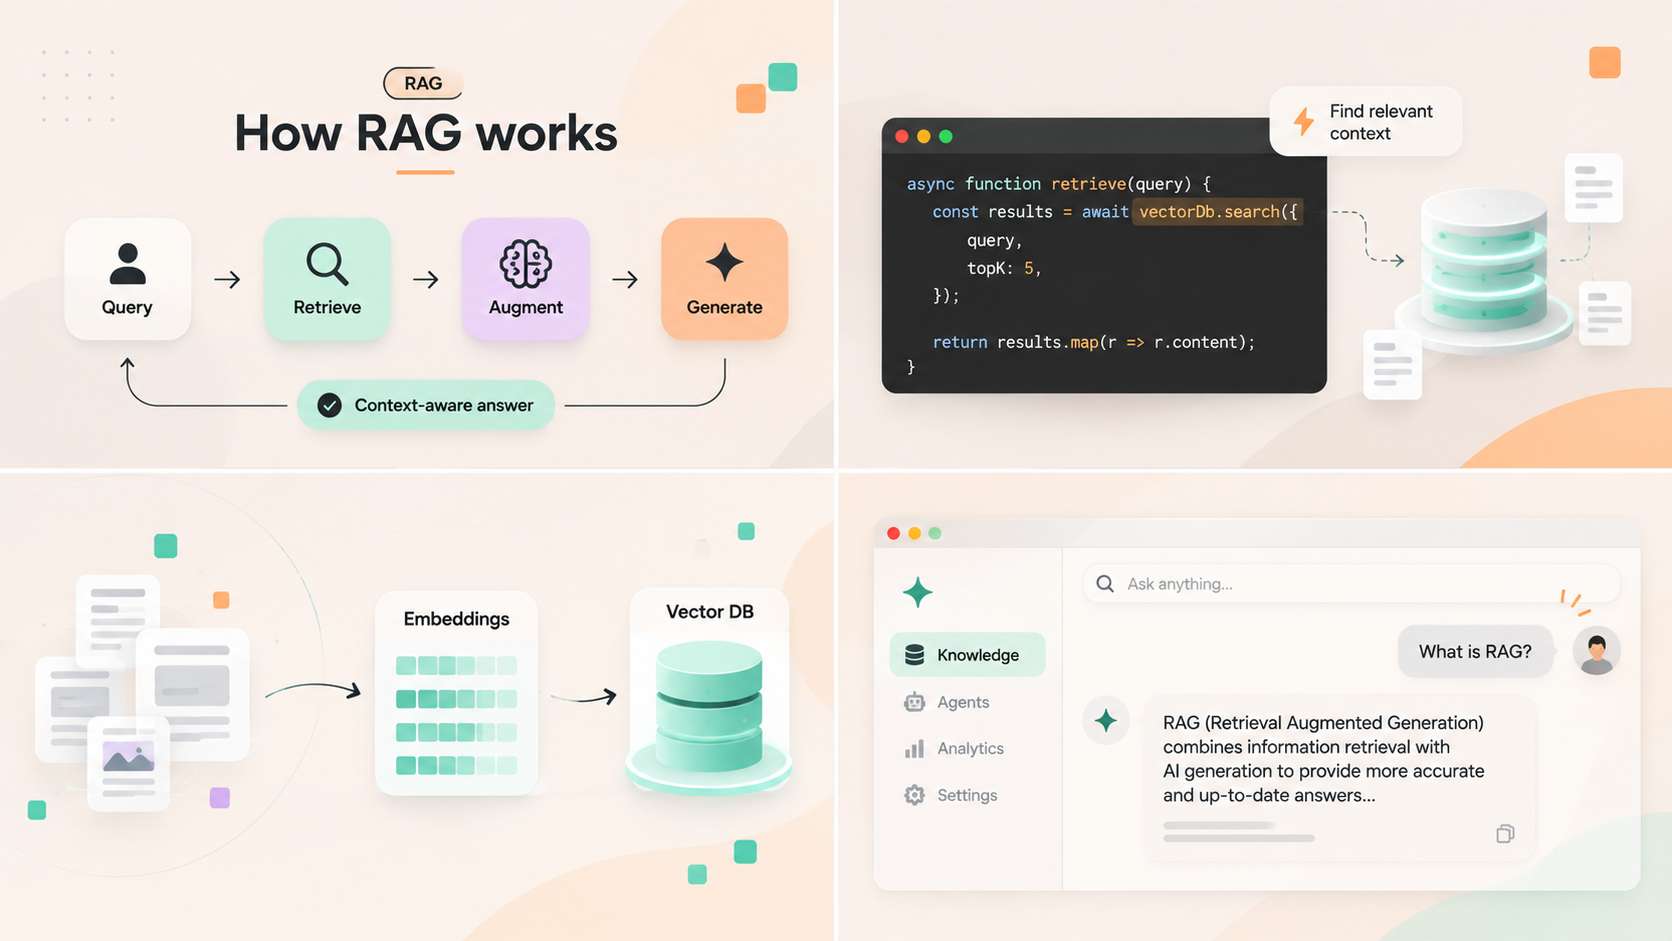 RAG
How RAG works
Query
Retrieve
Augment
Generate
Context-aware answer
Find relevant
context
async function retrieve(query) {
const results = await vectorDb.search({
query,
topK: 5,
});
return results.map(r => r.content);
}
Embeddings
Vector DB
Ask anything...
Knowledge
Agents
Analytics
Settings
What is RAG?
RAG (Retrieval Augmented Generation)
combines information retrieval with
AI generation to provide more accurate
and up-to-date answers...